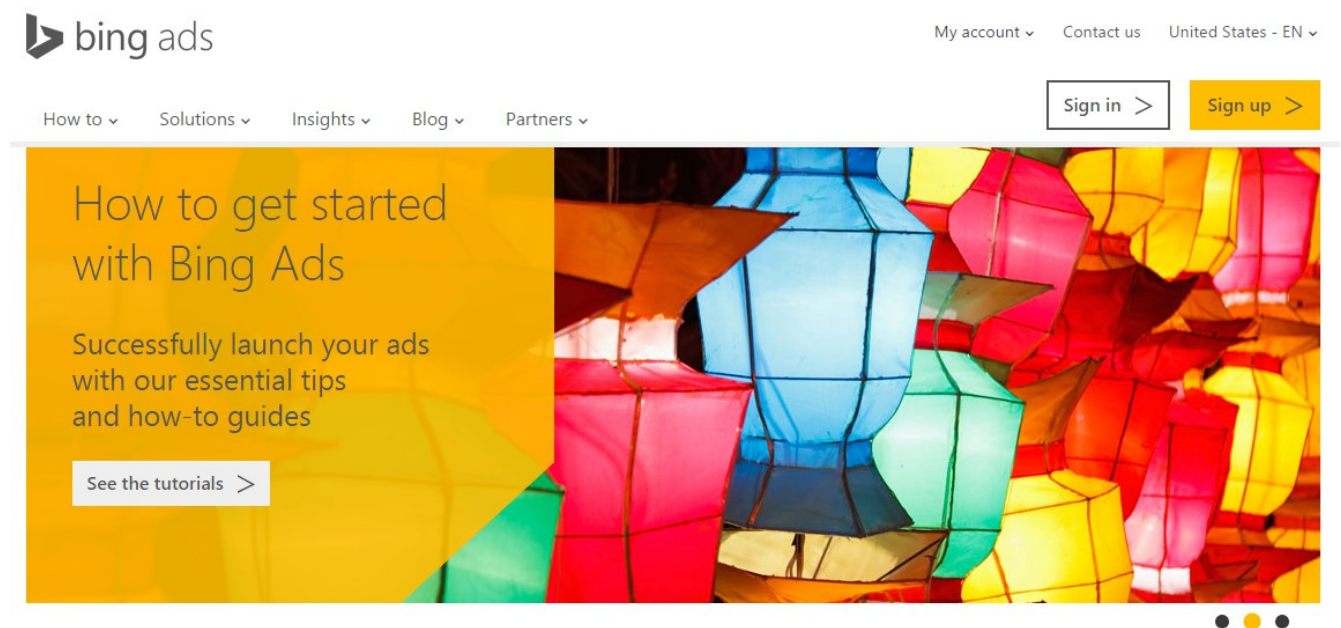 bing ads
My account
Contact us
United States - EN
How to
Solutions
Insights
Blog
Partners
Sign in >
Sign up >
How to get started
with Bing Ads
Successfully launch your ads
with our essential tips
and how-to guides
See the tutorials >